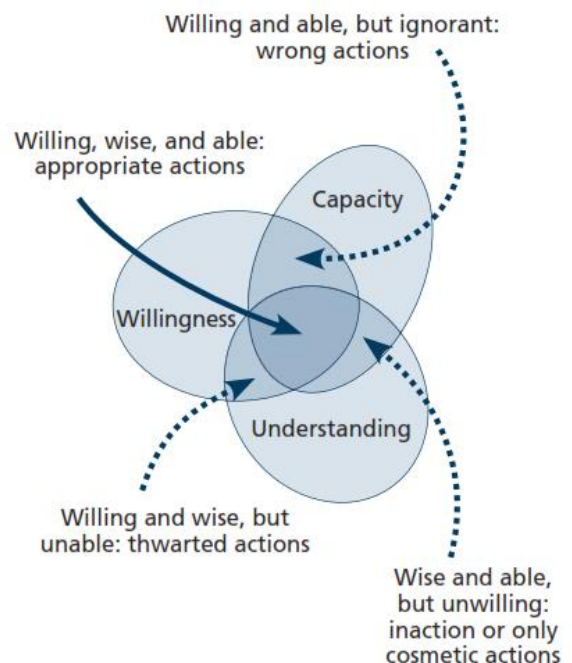 Willing and able, but ignorant:
wrong actions
Willing, wise, and able:
appropriate actions
Capacity
Willingness
Understanding
Willing and wise, but
unable: thwarted actions
Wise and able,
but unwilling:
inaction or only
cosmetic actions